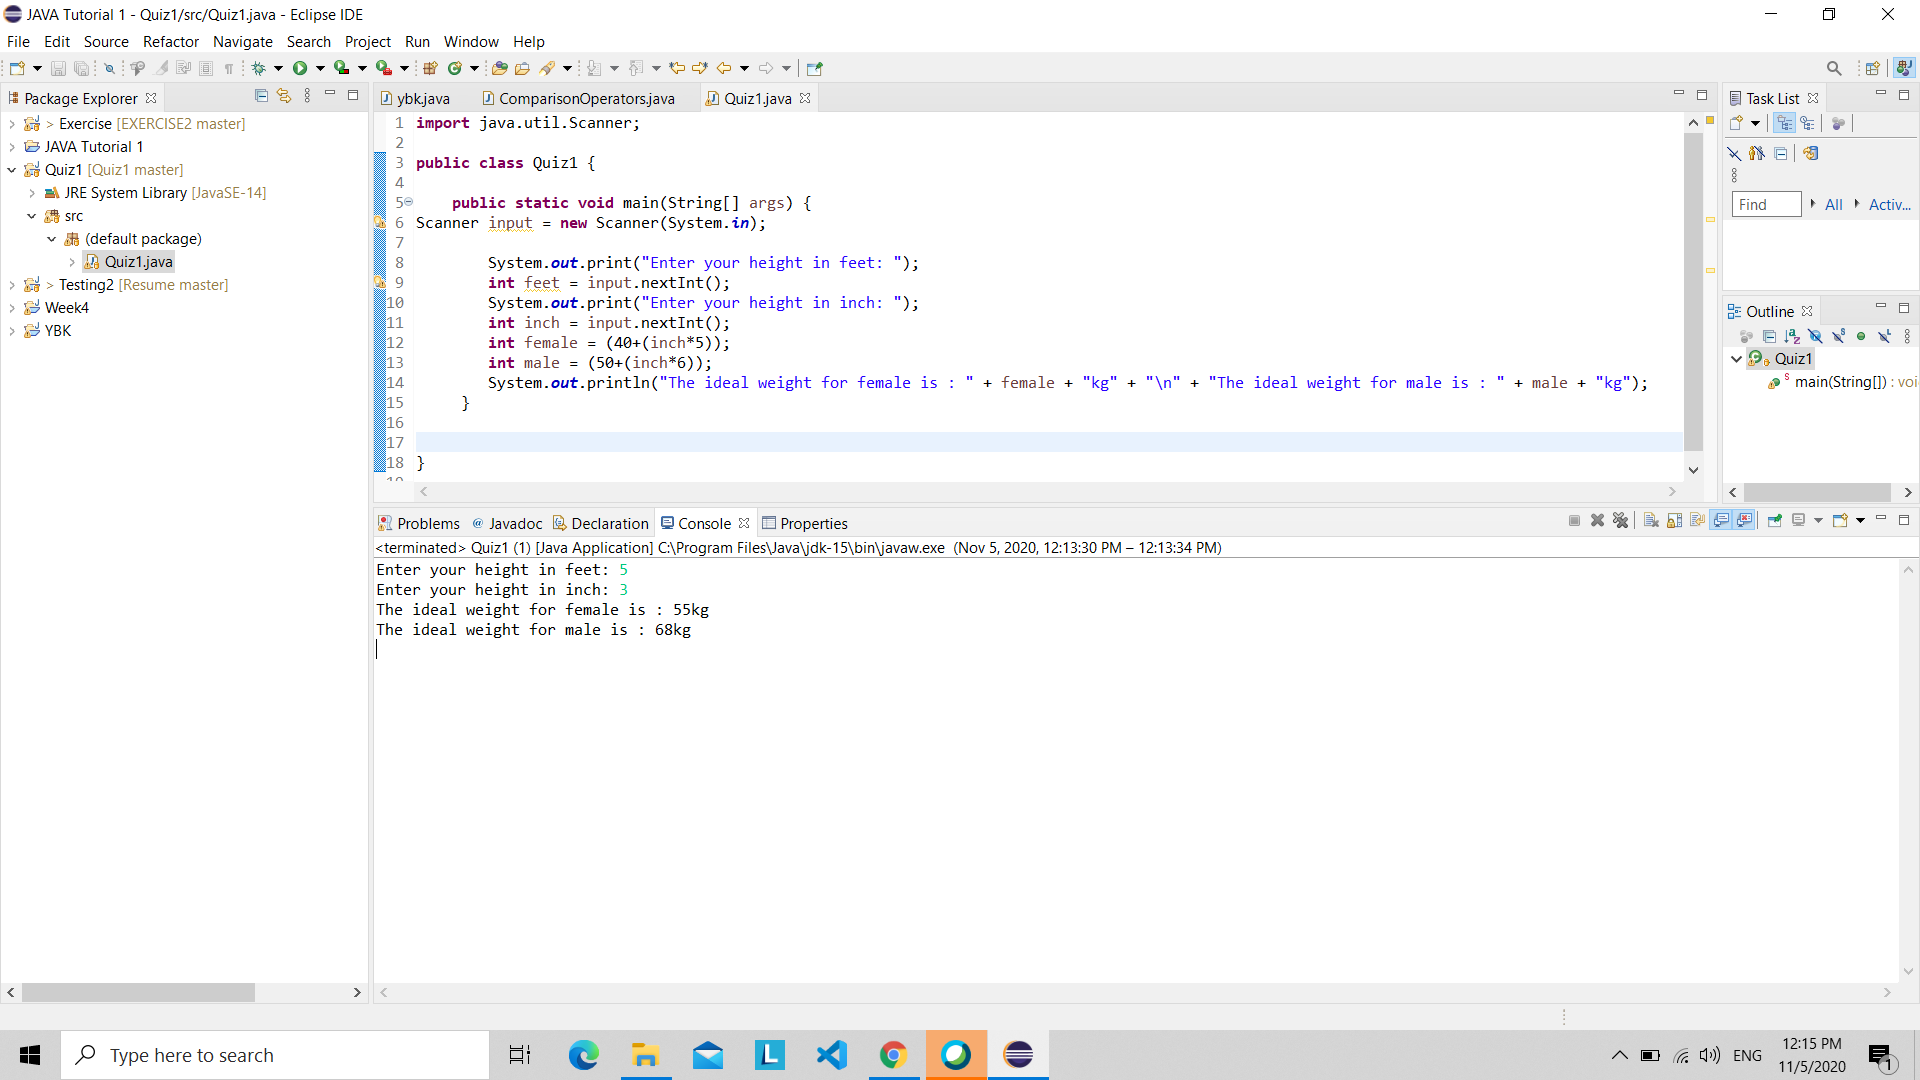 JAVA Tutorial 1 - Quiz1/src/Quiz1.java - Eclipse IDE
File Edit Source Refactor Navigate Search Project Run Window Help
Package Explorer
> Exercise [EXERCISE2 master]
JAVA Tutorial 1
Quiz1 [Quiz1 master]
JRE System Library [JavaSE-14]
src
(default package)
Quiz1.java
> Testing2 [Resume master]
Week4
YBK
ybk.java ComparisonOperators.java Quiz1.java
1 import java.util.Scanner;
2
3 public class Quiz1 {
4
5 public static void main(String[] args) {
6 Scanner input = new Scanner(System.in);
7
8 System.out.print("Enter your height in feet: ");
9 int feet = input.nextInt();
10 System.out.print("Enter your height in inch: ");
11 int inch = input.nextInt();
12 int female = (40+(inch*5));
13 int male = (50+(inch*6));
14 System.out.println("The ideal weight for female is : " + female + "kg" + "\n" + "The ideal weight for male is : " + male + "kg");
15 }
16
17
18 }
Task List
Find All Activ...
Outline
Quiz1
main(String[]) : voi
Problems Javadoc Declaration Console Properties
<terminated> Quiz1 (1) [Java Application] C:\Program Files\Java\jdk-15\bin\javaw.exe (Nov 5, 2020, 12:13:30 PM – 12:13:34 PM)
Enter your height in feet: 5
Enter your height in inch: 3
The ideal weight for female is : 55kg
The ideal weight for male is : 68kg
Type here to search
ENG
12:15 PM
11/5/2020
1